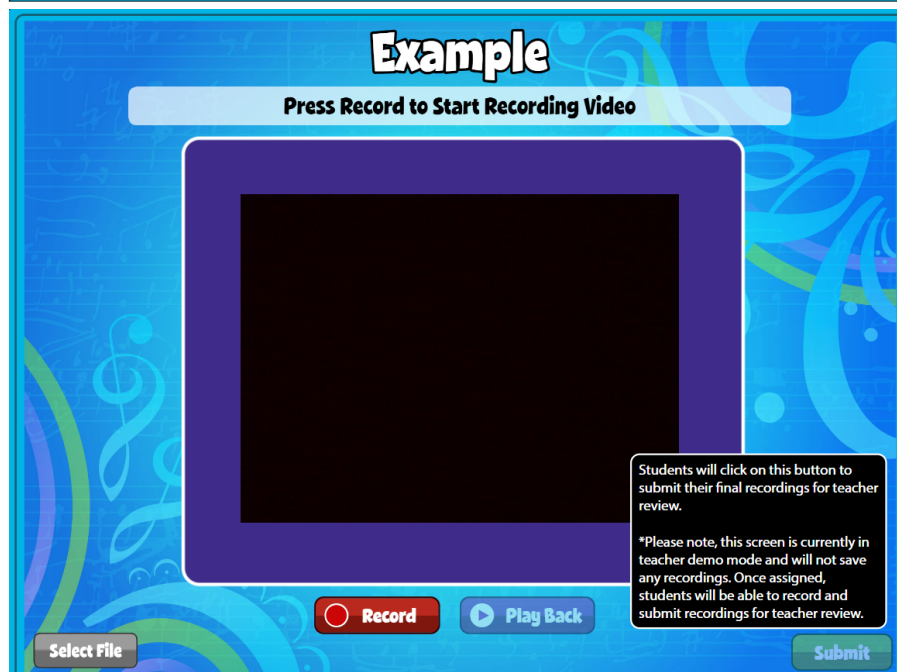 Example
Press Record to Start Recording Video
Students will click on this button to
submit their final recordings for teacher
review.
*Please note, this screen is currently in
teacher demo mode and will not save
any recordings. Once assigned,
students will be able to record and
submit recordings for teacher review.
Record
Play Back
Select File
Submit